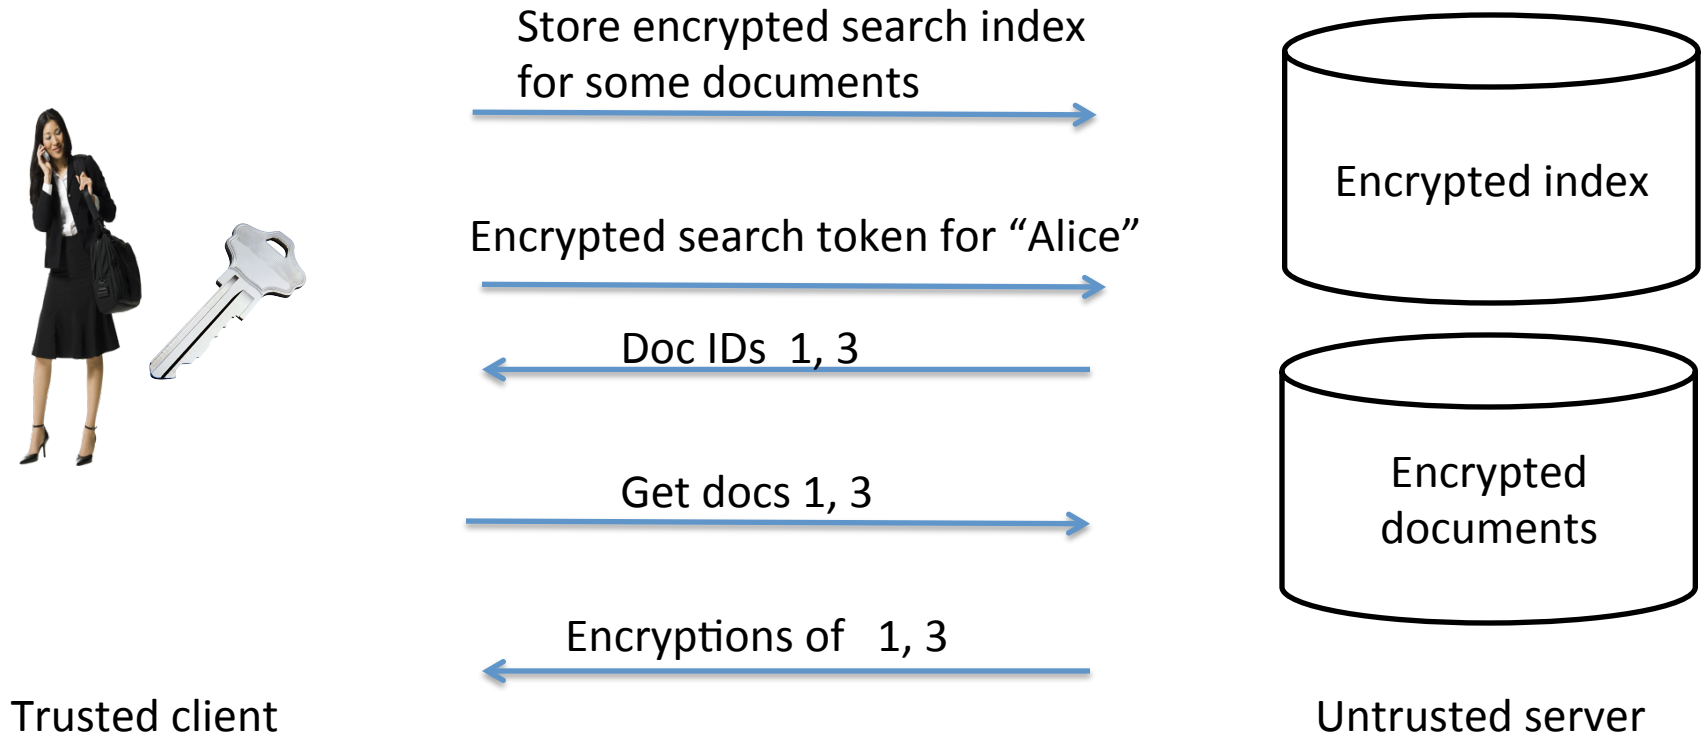 Store encrypted search index
for some documents
Encrypted index
Encrypted search token for “Alice”
Doc IDs 1, 3
Get docs 1, 3
Encrypted
documents
Encryptions of 1, 3
Trusted client
Untrusted server